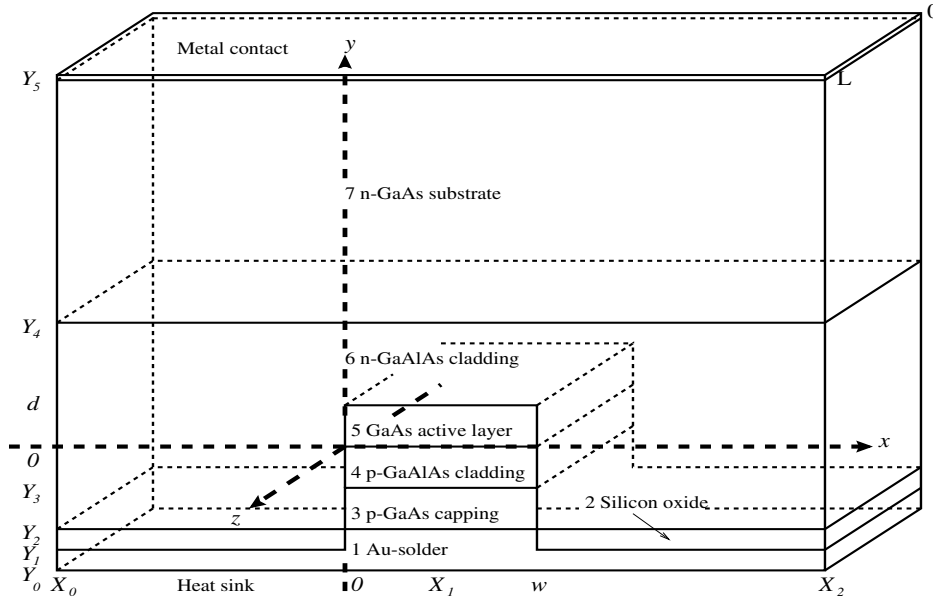 0
Metal contact
y
Y5
L
7 n-GaAs substrate
Y4
6 n-GaAlAs cladding
d
5 GaAs active layer
x
0
4 p-GaAlAs cladding
Y3
2 Silicon oxide
z
3 p-GaAs capping
Y2
Y1
1 Au-solder
Y0
X0
Heat sink
0
X1
w
X2